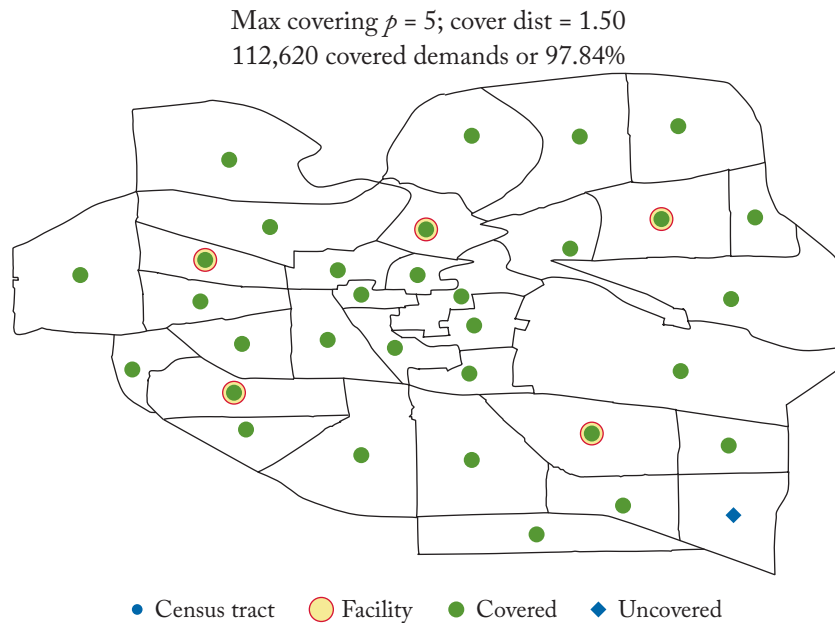 Max covering p = 5; cover dist = 1.50
112,620 covered demands or 97.84%
Census tract Facility Covered Uncovered